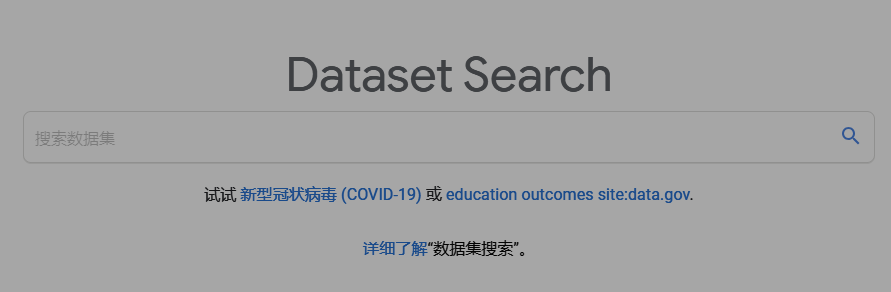 Dataset Search
搜索数据集
试试 新型冠状病毒 (COVID-19) 或 education outcomes site:data.gov.
详细了解“数据集搜索”。